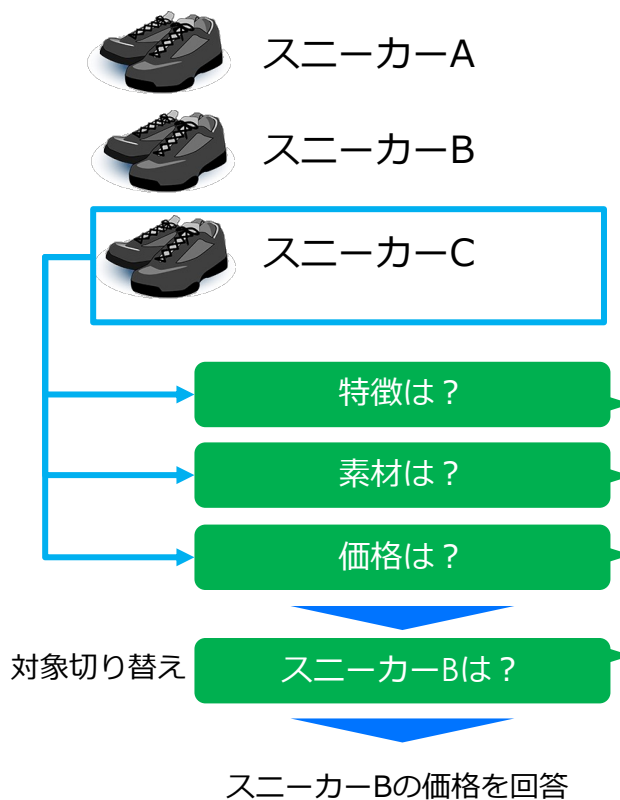 スニーカーA
スニーカーB
スニーカーC
特徴は？
素材は？
価格は？
対象切り替え
スニーカーBは？
スニーカーBの価格を回答